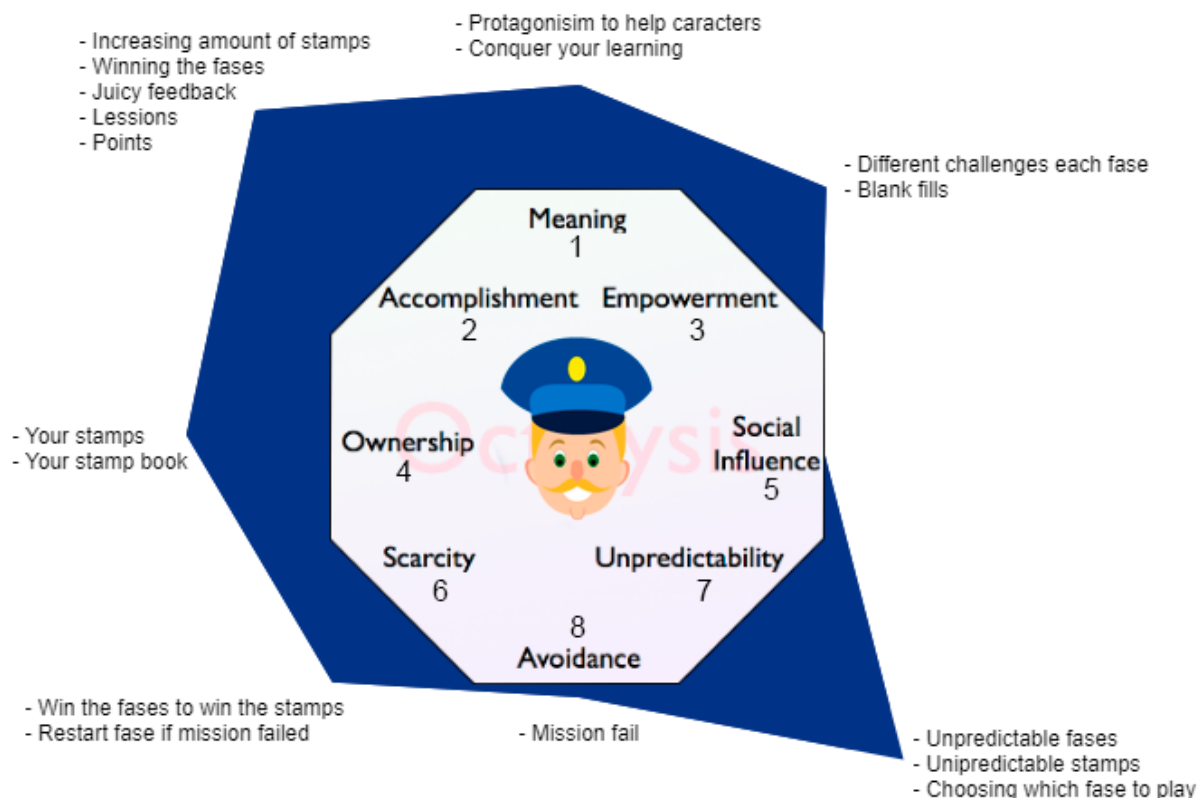 - Protagonisim to help caracters
- Conquer your learning
- Increasing amount of stamps
- Winning the fases
- Juicy feedback
- Lessions
- Points
- Different challenges each fase
- Blank fills
Meaning
1
Accomplishment
2
Empowerment
3
Octalysis
- Your stamps
- Your stamp book
Ownership
4
Social
Influence
5
Scarcity
6
Unpredictability
7
8
Avoidance
- Win the fases to win the stamps
- Restart fase if mission failed
- Mission fail
- Unpredictable fases
- Unipredictable stamps
- Choosing which fase to play